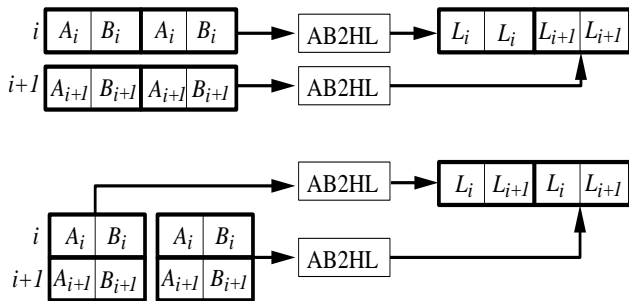 i A_i B_i A_i B_i AB2HL L_i L_i L_{i+1} L_{i+1}
i+1 A_{i+1} B_{i+1} A_{i+1} B_{i+1} AB2HL
AB2HL L_i L_{i+1} L_i L_{i+1}
i A_i B_i A_i B_i AB2HL
i+1 A_{i+1} B_{i+1} A_{i+1} B_{i+1}